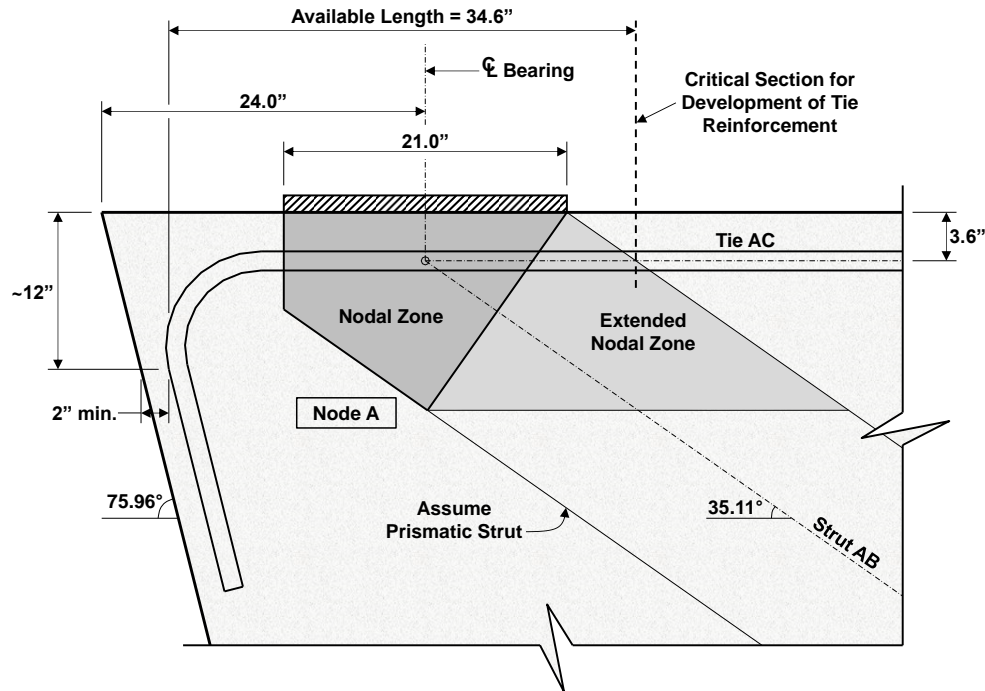 Available Length = 34.6”
℄ Bearing
Critical Section for
Development of Tie
Reinforcement
24.0”
21.0”
Tie AC
3.6”
~12”
Nodal Zone
Extended
Nodal Zone
2” min.
Node A
75.96°
Assume
Prismatic Strut
35.11°
Strut AB